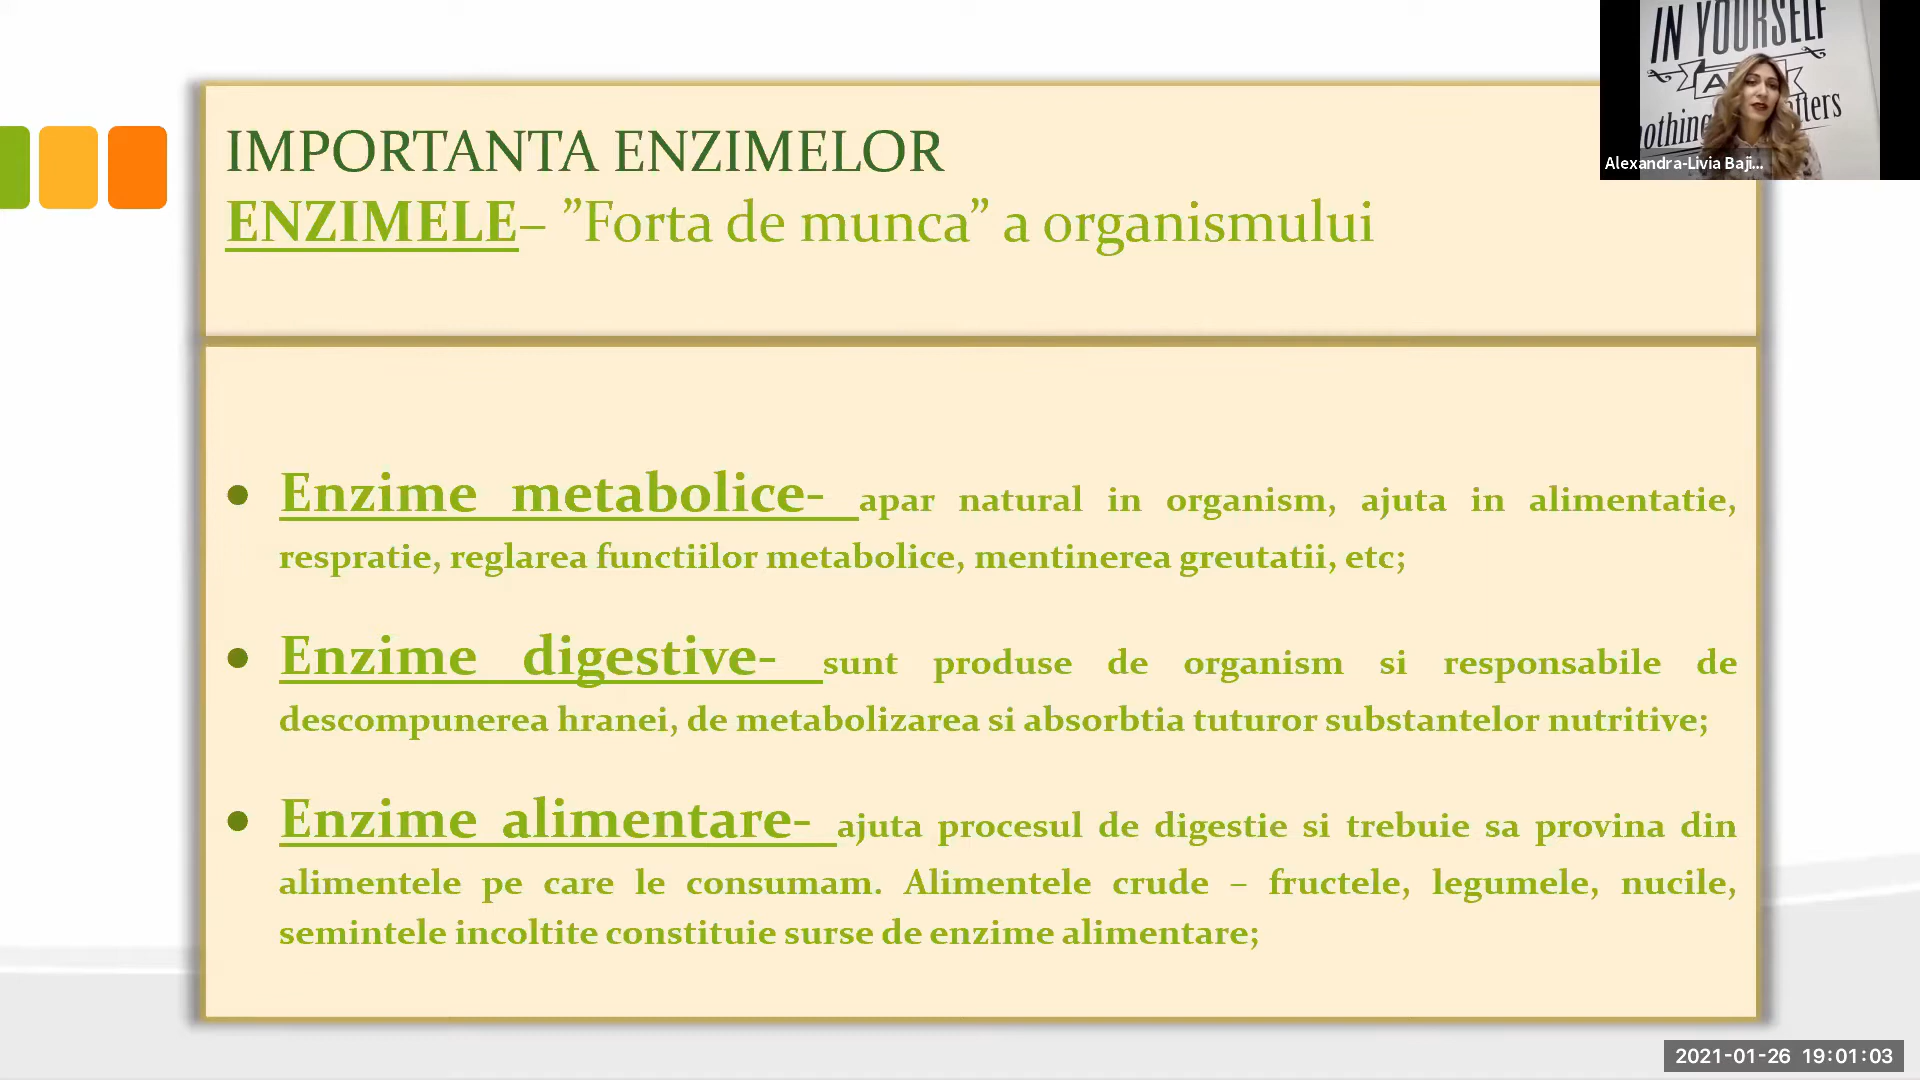 IN YOURSELF
IMPORTANTA ENZIMELOR
Alexandra-Livia Baji...
ENZIMELE– ”Forta de munca” a organismului
• Enzime metabolice- apar natural in organism, ajuta in alimentatie,
respratie, reglarea functiilor metabolice, mentinerea greutatii, etc;
• Enzime digestive- sunt produse de organism si responsabile de
descompunerea hranei, de metabolizarea si absorbtia tuturor substantelor nutritive;
• Enzime alimentare- ajuta procesul de digestie si trebuie sa provina din
alimentele pe care le consumam. Alimentele crude – fructele, legumele, nucile,
semintele incoltite constituie surse de enzime alimentare;
2021-01-26 19:01:03